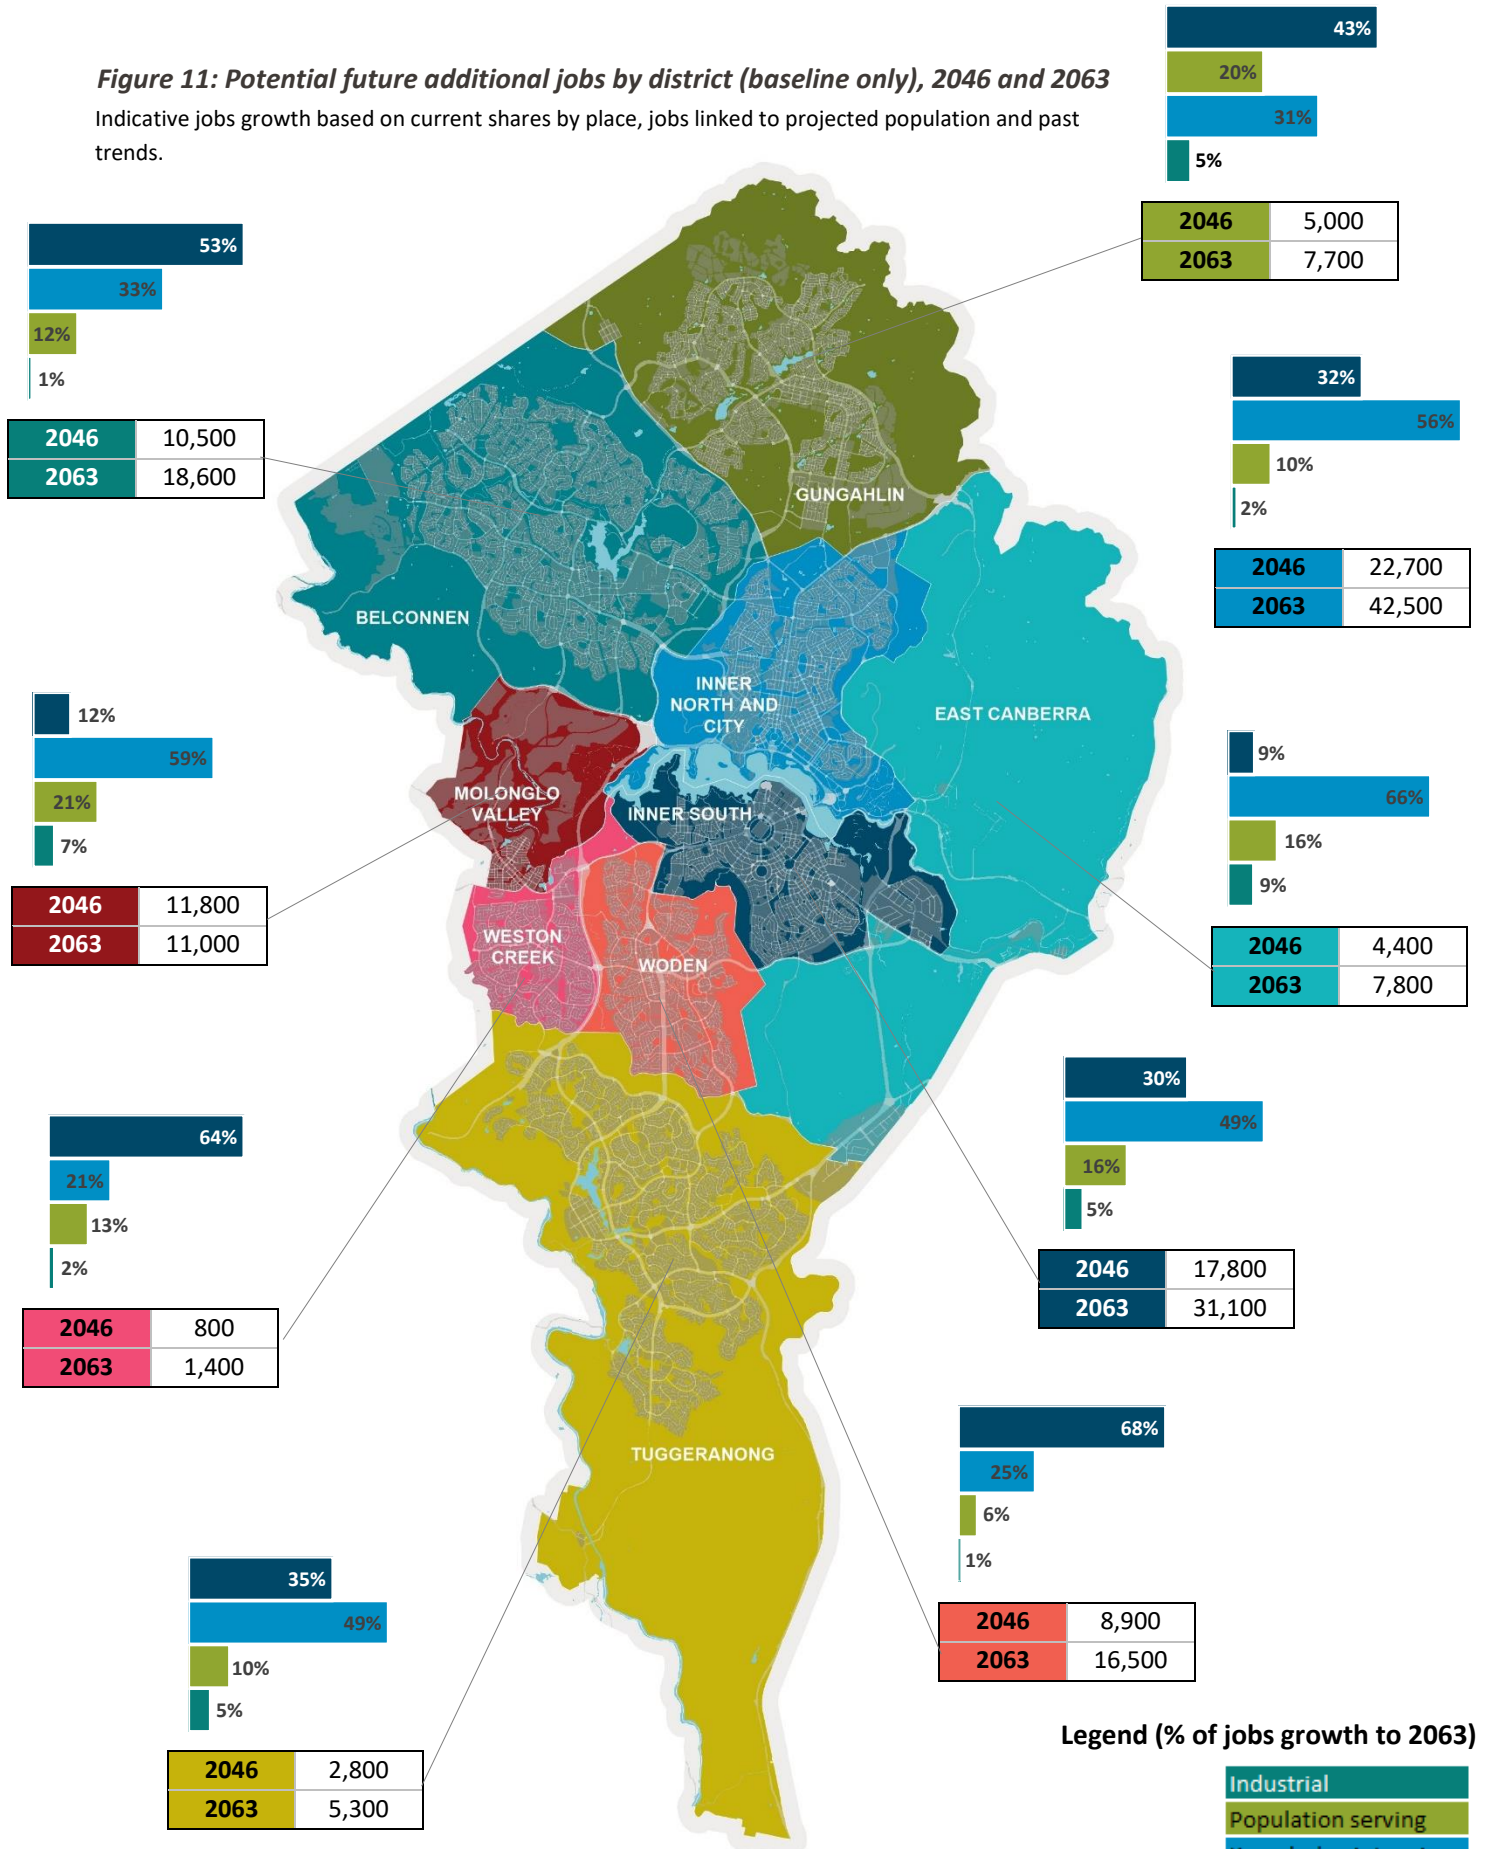 Figure 11: Potential future additional jobs by district (baseline only), 2046 and 2063
Indicative jobs growth based on current shares by place, jobs linked to projected population and past
trends.
43%
20%
31%
5%
2046 5,000
2063 7,700
53%
33%
12%
1%
2046 10,500
2063 18,600
32%
56%
10%
2%
2046 22,700
2063 42,500
GUNGAHLIN
BELCONNEN
INNER
NORTH AND
CITY
EAST CANBERRA
MOLONGLO
VALLEY
INNER SOUTH
WESTON
CREEK
WODEN
TUGGERANONG
12%
59%
21%
7%
2046 11,800
2063 11,000
9%
66%
16%
9%
2046 4,400
2063 7,800
64%
21%
13%
2%
2046 800
2063 1,400
30%
49%
16%
5%
2046 17,800
2063 31,100
68%
25%
6%
1%
2046 8,900
2063 16,500
35%
49%
10%
5%
2046 2,800
2063 5,300
Legend (% of jobs growth to 2063)
Industrial
Population serving